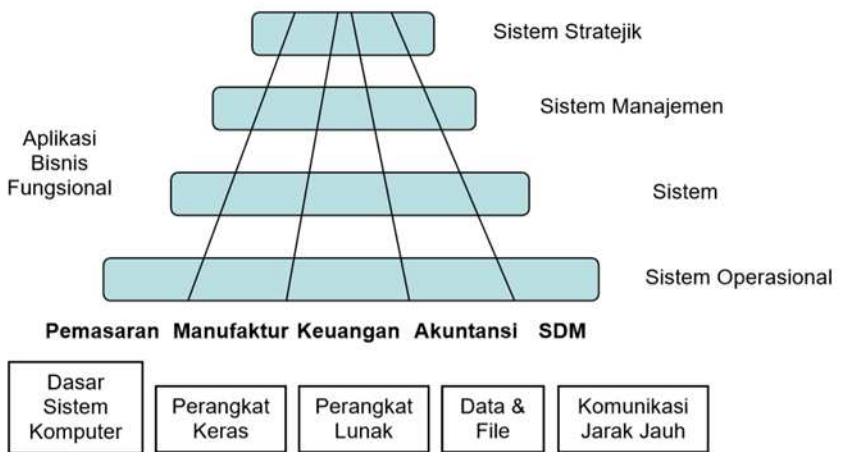 Sistem Stratejik
Sistem Manajemen
Aplikasi
Bisnis
Fungsional
Sistem
Sistem Operasional
Pemasaran Manufaktur Keuangan Akuntansi SDM
Dasar
Sistem
Komputer
Perangkat
Keras
Perangkat
Lunak
Data &
File
Komunikasi
Jarak Jauh